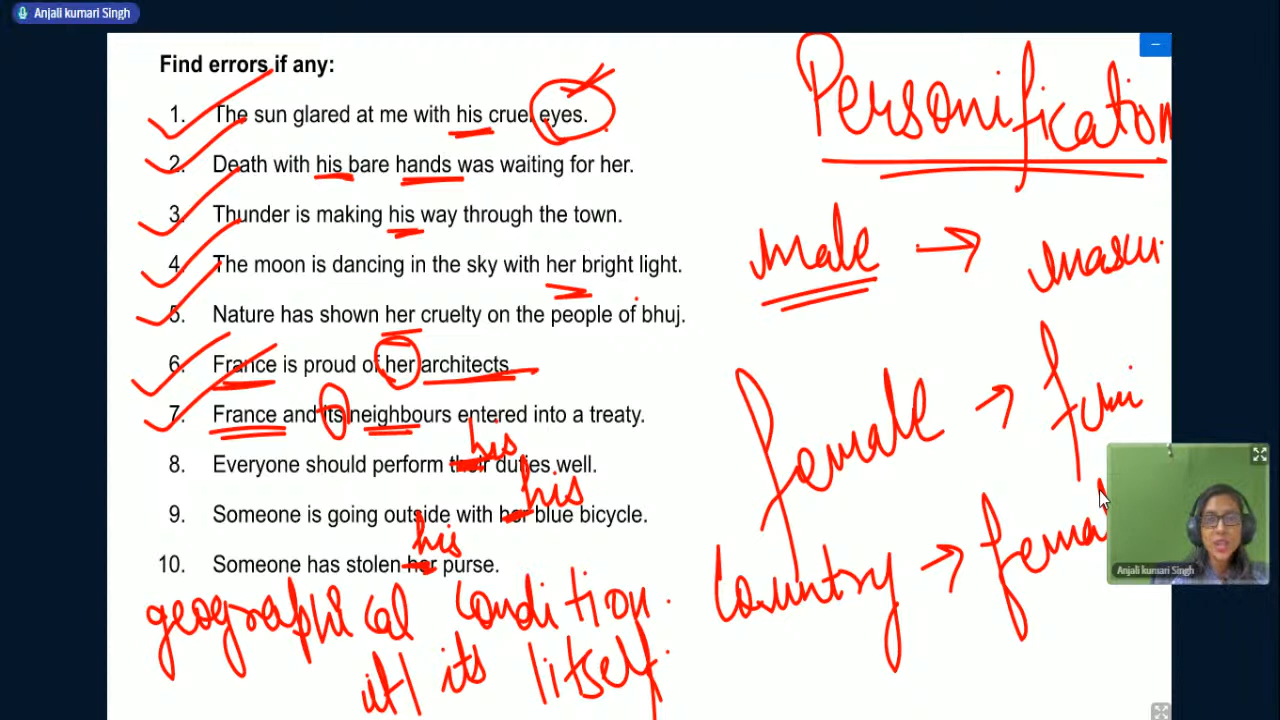 Anjali kumari Singh
Find errors if any:
1. The sun glared at me with his cruel eyes.
2. Death with his bare hands was waiting for her.
3. Thunder is making his way through the town.
4. The moon is dancing in the sky with her bright light.
5. Nature has shown her cruelty on the people of bhuj.
6. France is proud of her architects
7. France and its neighbours entered into a treaty.
his
8. Everyone should perform their duties well.
his
9. Someone is going outside with her blue bicycle.
his
10. Someone has stolen her purse.
geographical condition.
it its itself.
Personification
male → mascu.
female → femi
Country → femal
Anjali kumari Singh